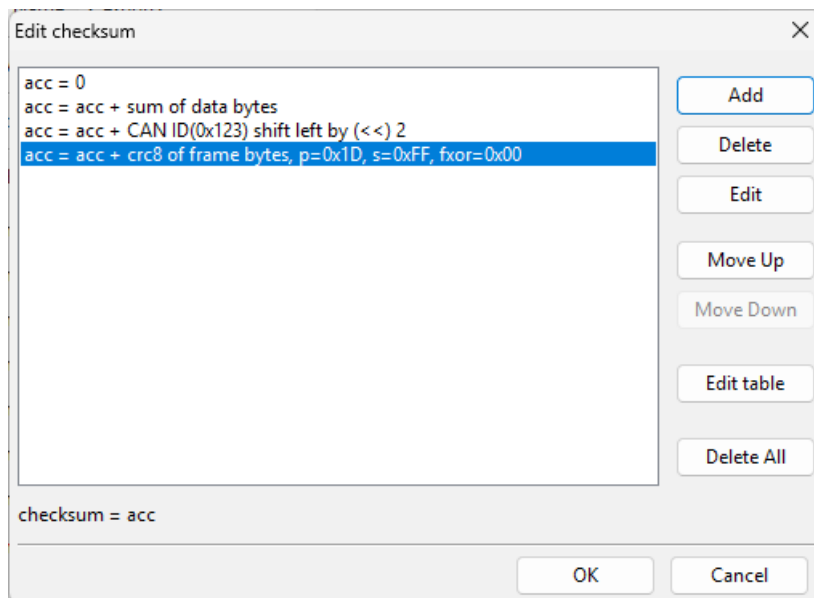 Edit checksum
acc = 0
acc = acc + sum of data bytes
acc = acc + CAN ID(0x123) shift left by (<<) 2
acc = acc + crc8 of frame bytes, p=0x1D, s=0xFF, fxor=0x00
Add
Delete
Edit
Move Up
Move Down
Edit table
Delete All
checksum = acc
OK
Cancel